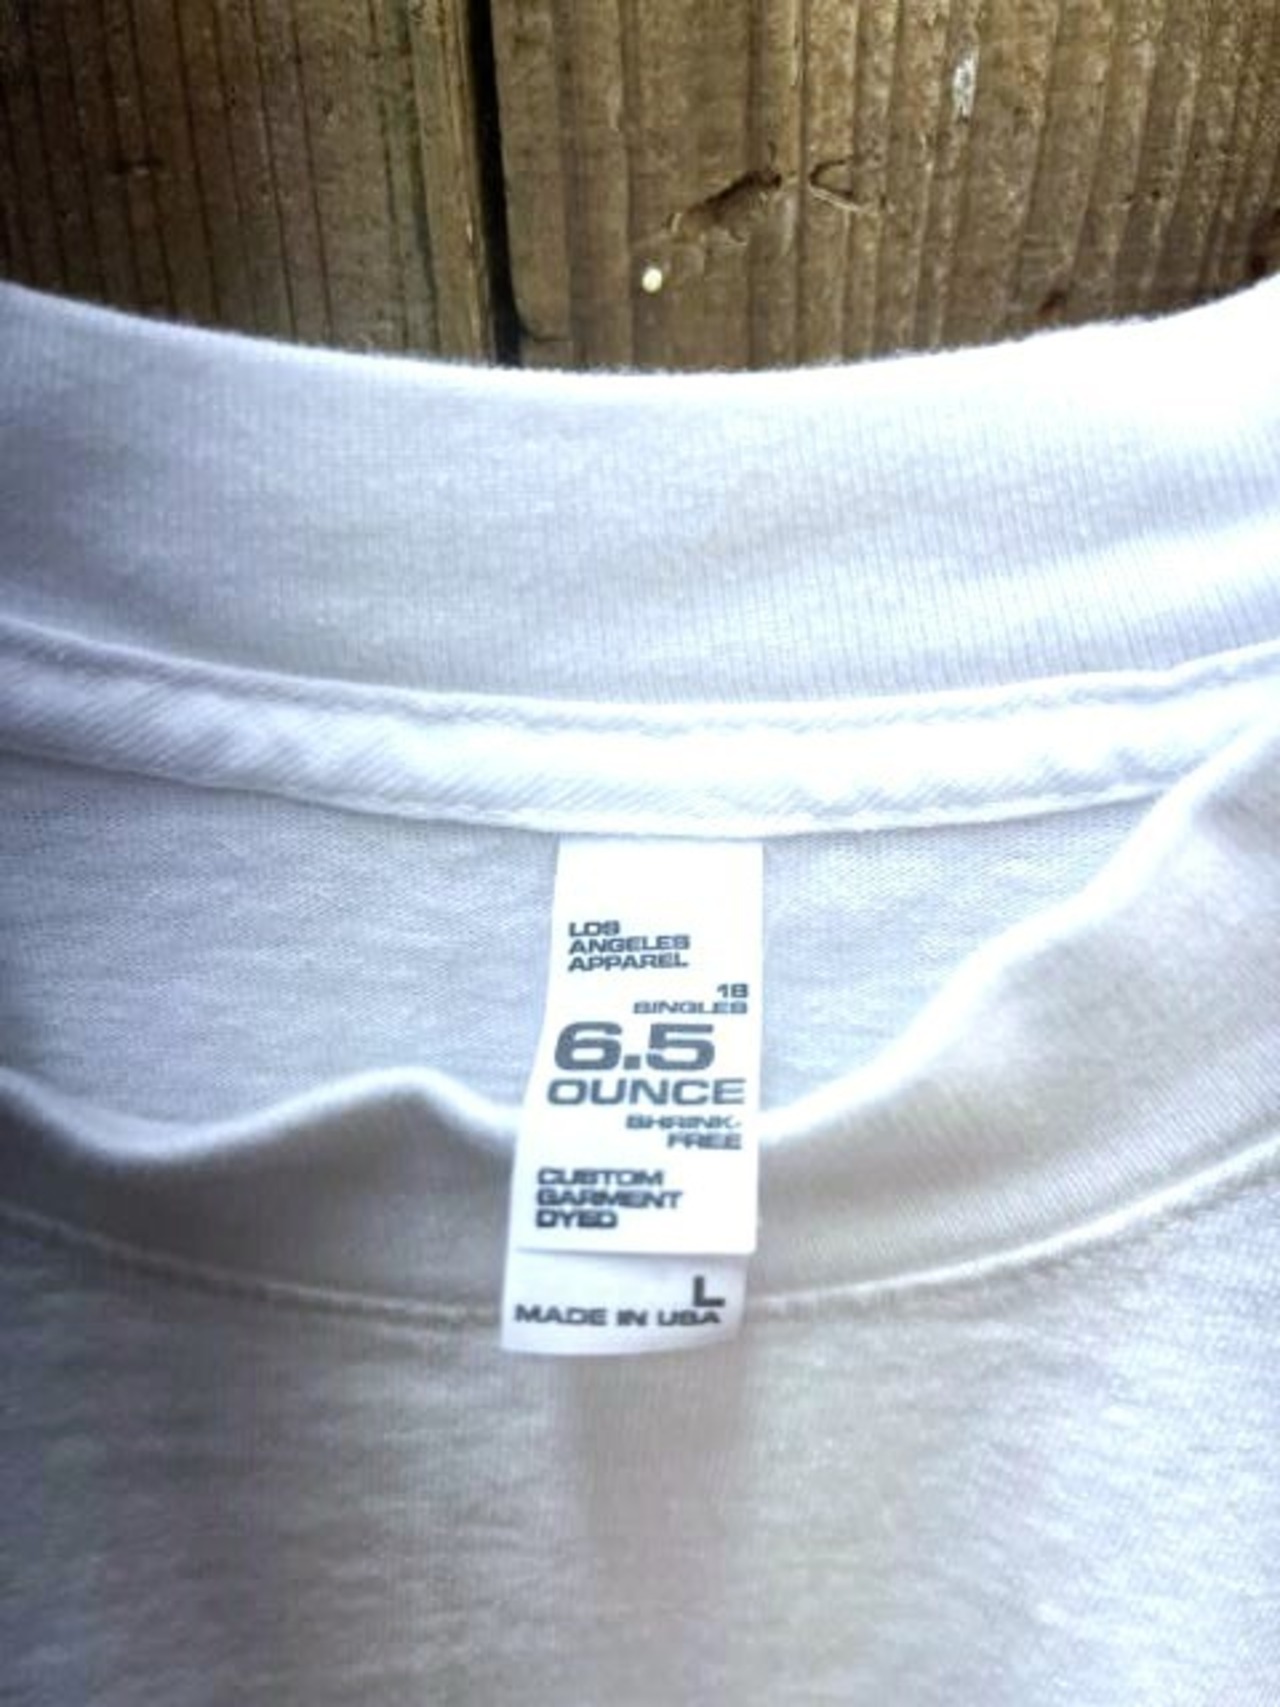 LOS
ANGELES
APPAREL
18
SINGLES
6.5
OUNCE
SHRINK-
FREE
CUSTOM
GARMENT
DYED
L
MADE IN USA